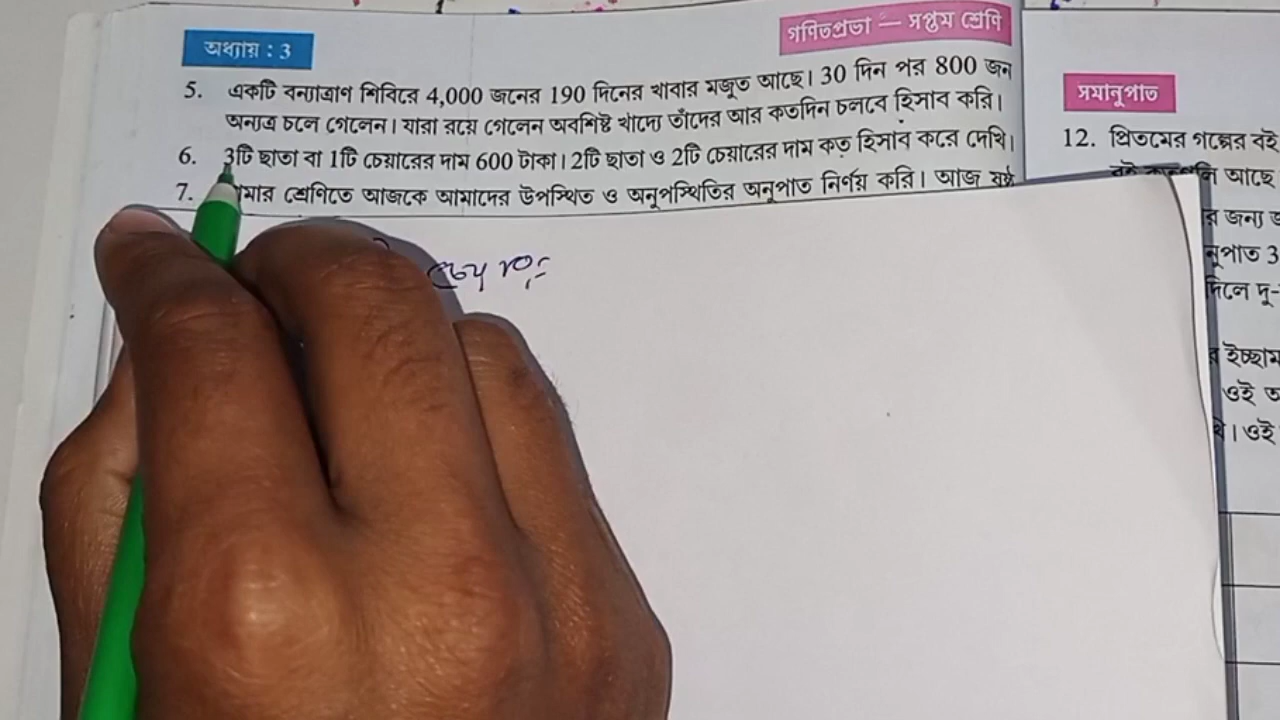 অধ্যায় : 3
গণিতপ্রভা — সপ্তম শ্রেণি
5. একটি বন্যাত্রাণ শিবিরে 4,000 জনের 190 দিনের খাবার মজুত আছে। 30 দিন পর 800 জন
অন্যত্র চলে গেলেন। যারা রয়ে গেলেন অবশিষ্ট খাদ্যে তাঁদের আর কতদিন চলবে হিসাব করি।
6. 3টি ছাতা বা 1টি চেয়ারের দাম 600 টাকা। 2টি ছাতা ও 2টি চেয়ারের দাম কত হিসাব করে দেখি।
7. শ্রেণিতে আজকে আমাদের উপস্থিত ও অনুপস্থিতির অনুপাত নির্ণয় করি। আজ ষষ্ঠ
সমানুপাত
12. প্রিতমের গল্পের বই
আছে
জন্য
3
দিলে দু-
ইচ্ছাম
ওই
। ওই